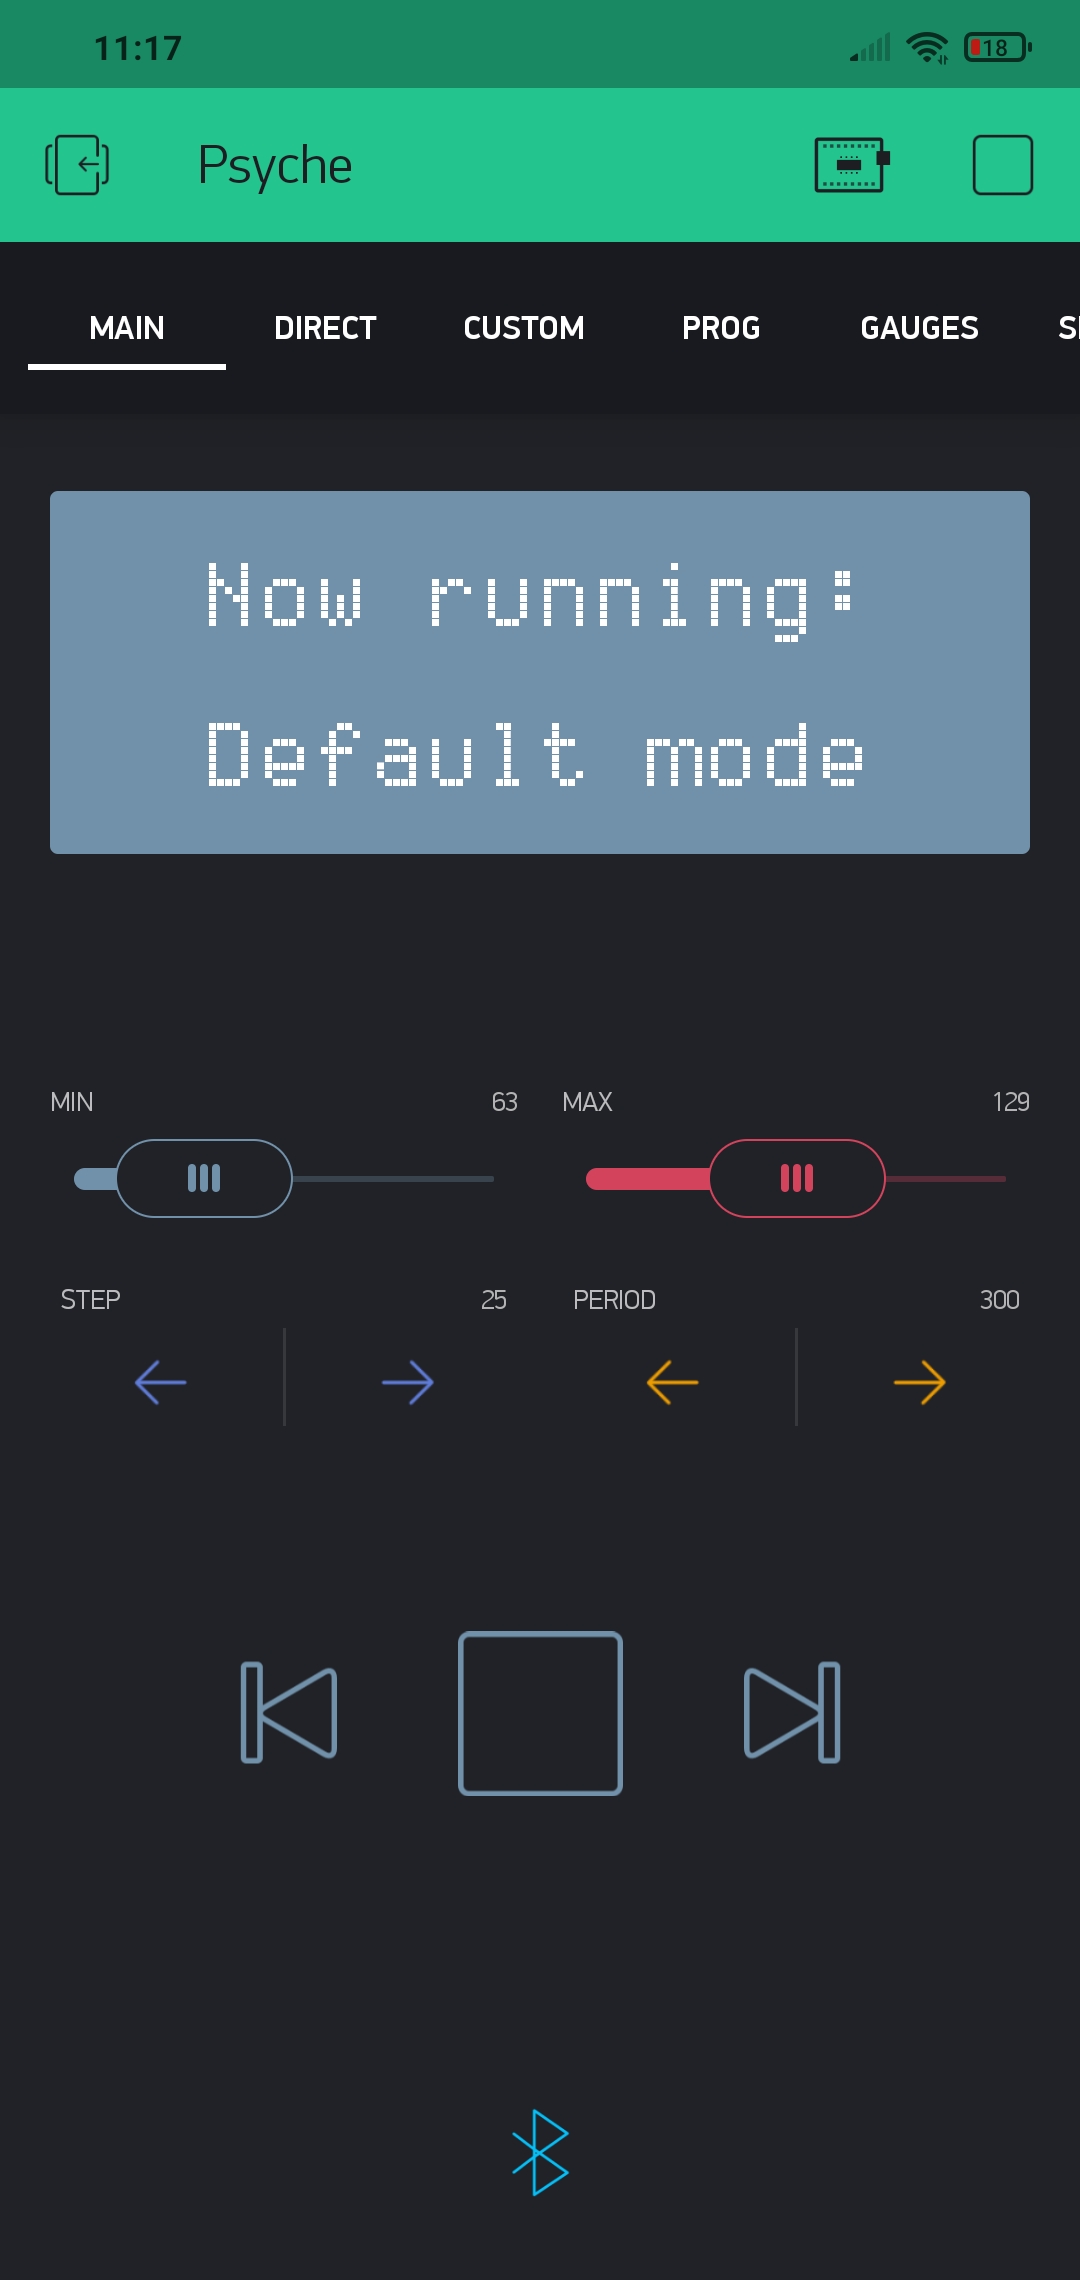 11:17
18
Psyche
MAIN DIRECT CUSTOM PROG GAUGES
Now running:
Default mode
MIN 63 MAX 129
STEP 25 PERIOD 300